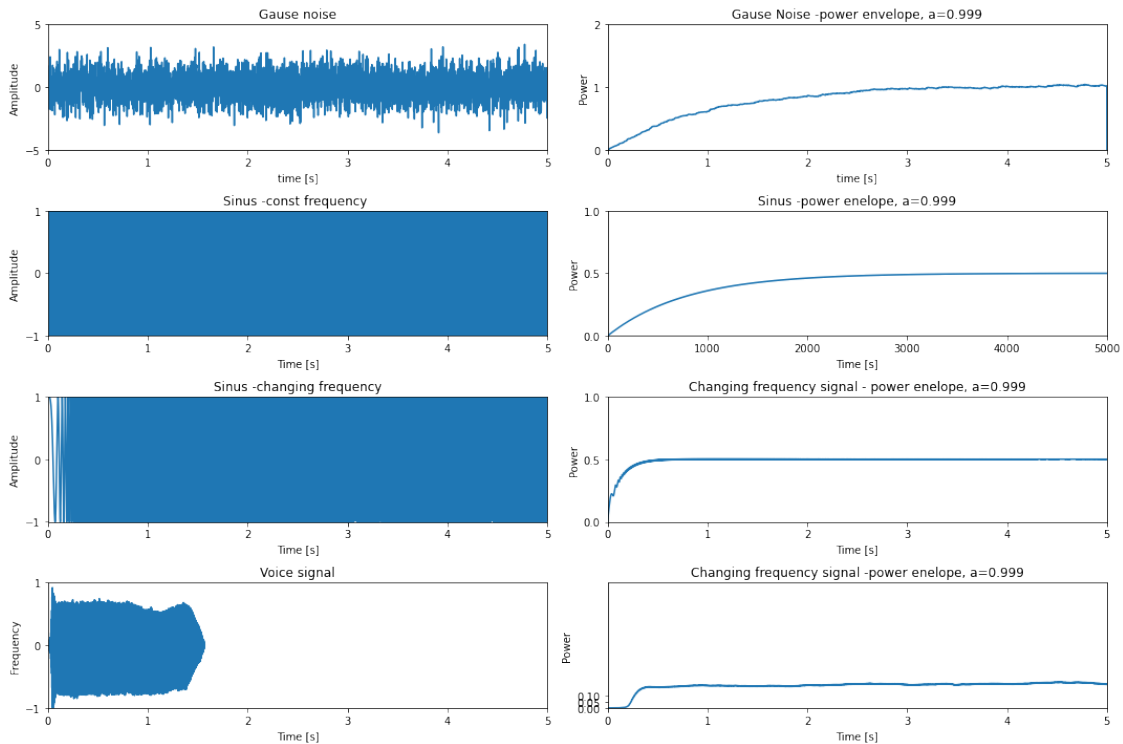 Gause noise
Amplitude
5
0
−5
0 1 2 3 4 5
time [s]
Gause Noise -power envelope, a=0.999
Power
2
1
0
0 1 2 3 4 5
time [s]
Sinus -const frequency
Amplitude
1
0
−1
0 1 2 3 4 5
Time [s]
Sinus -power enelope, a=0.999
Power
1.0
0.5
0.0
0 1000 2000 3000 4000 5000
Time [s]
Sinus -changing frequency
Amplitude
1
0
−1
0 1 2 3 4 5
Time [s]
Changing frequency signal - power enelope, a=0.999
Power
1.0
0.5
0.0
0 1 2 3 4 5
Time [s]
Voice signal
Frequency
1
0
−1
0 1 2 3 4 5
Time [s]
Changing frequency signal -power enelope, a=0.999
Power
0.10
0.05
0.00
0 1 2 3 4 5
Time [s]